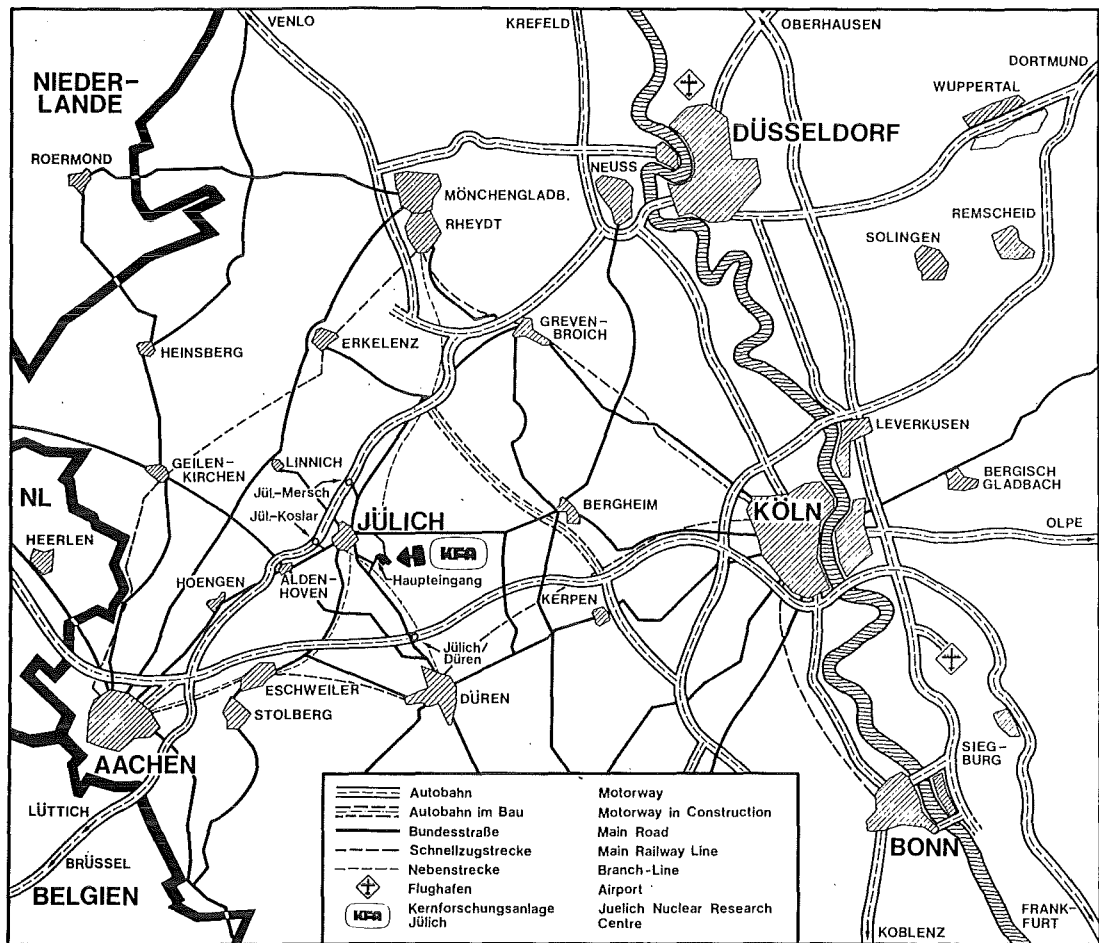 VENLO
KREFELD
OBERHAUSEN
DORTMUND
NIEDER-
LANDE
WUPPERTAL
DÜSSELDORF
ROERMOND
NEUSS
MÖNCHENGLADB.
RHEYDT
REMSCHEID
SOLINGEN
GREVEN-
BROICH
ERKELENZ
HEINSBERG
LEVERKUSEN
GEILEN-
KIRCHEN
LINNICH
BERGISCH
GLADBACH
NL
Jül.-Mersch
BERGHEIM
KÖLN
Jül.-Koslar
JÜLICH
OLPE
HEERLEN
KFA
Haupteingang
HOENGEN
ALDEN-
HOVEN
KERPEN
Jülich/
Düren
ESCHWEILER
DÜREN
STOLBERG
SIEG-
BURG
AACHEN
LÜTTICH
BONN
BRÜSSEL
BELGIEN
FRANK-
FURT
KOBLENZ
Autobahn Motorway
Autobahn im Bau Motorway in Construction
Bundesstraße Main Road
Schnellzugstrecke Main Railway Line
Nebenstrecke Branch-Line
Flughafen Airport
KFA Kernforschungsanlage Juelich Nuclear Research
Jülich Centre